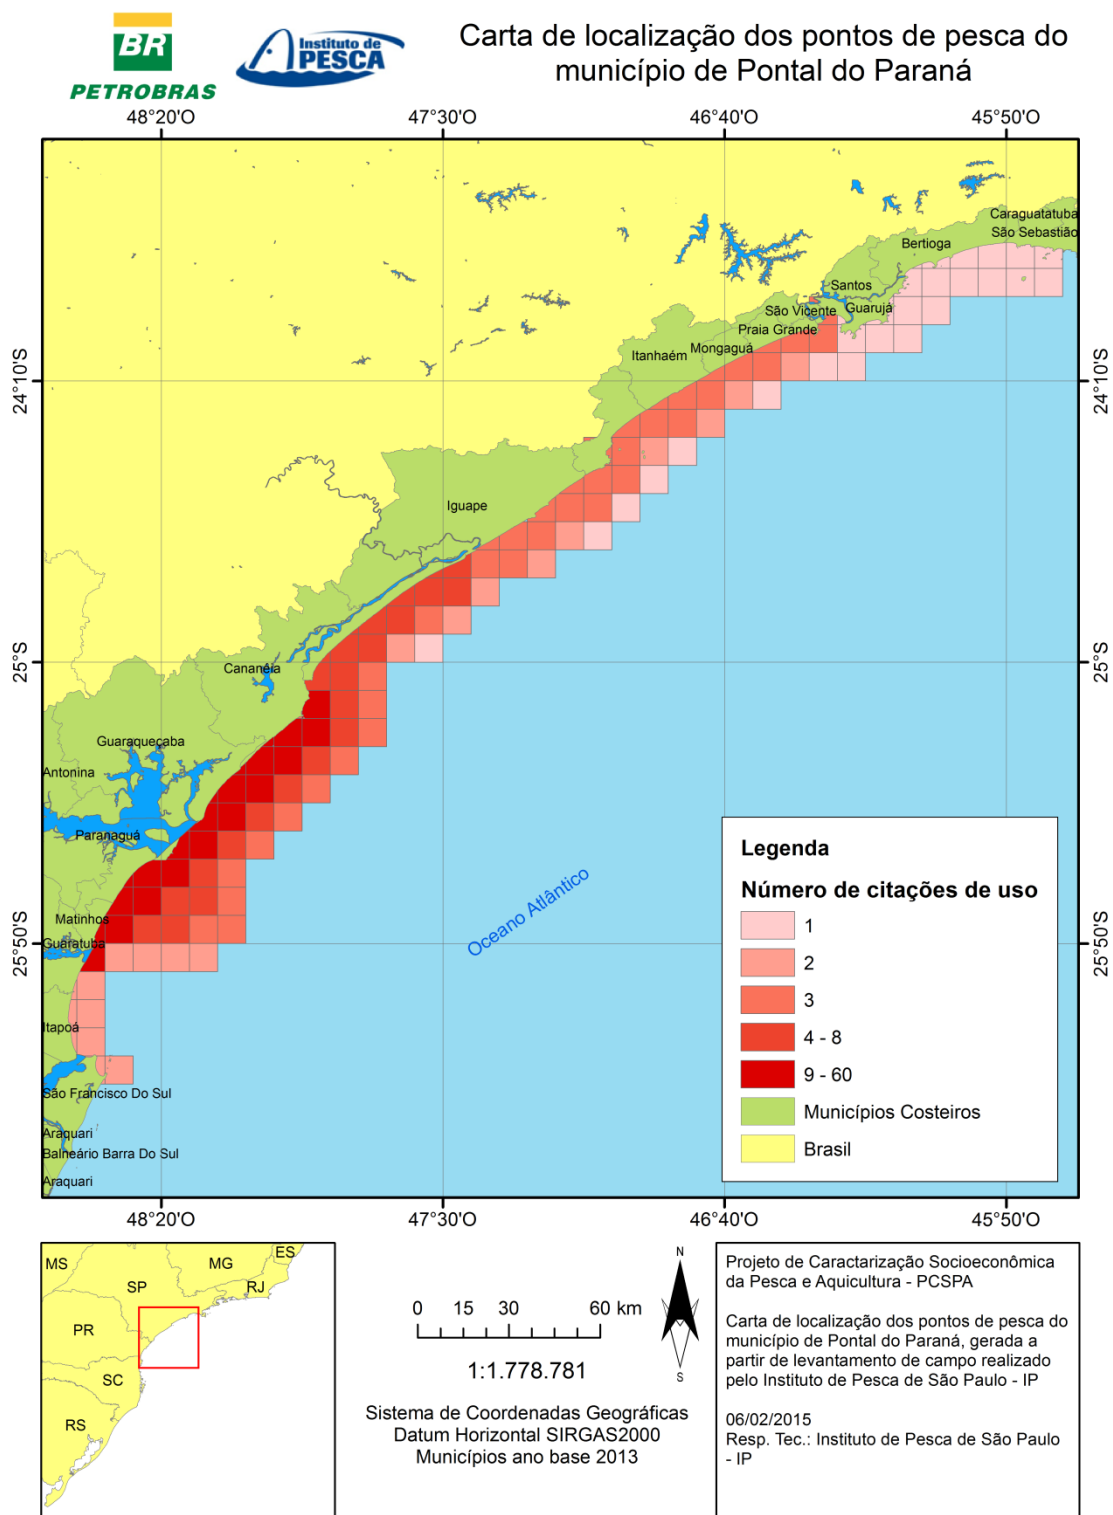 BR
PETROBRAS
Instituto de
PESCA
Carta de localização dos pontos de pesca do
município de Pontal do Paraná
48°20'O 47°30'O 46°40'O 45°50'O
Caraguatatuba
São Sebastião
Bertioga
Santos
São Vicente
Guarujá
Praia Grande
Mongaguá
Itanhaém
24°10'S 24°10'S
Iguape
25°S 25°S
Cananéia
Guaraqueçaba
Antonina
Paranaguá
Matinhos
Guaratuba
25°50'S 25°50'S
Oceano Atlântico
Itapoá
São Francisco Do Sul
Araquari
Balneário Barra Do Sul
Araquari
Legenda
Número de citações de uso
1
2
3
4 - 8
9 - 60
Municípios Costeiros
Brasil
48°20'O 47°30'O 46°40'O 45°50'O
MS
MG
ES
SP
RJ
PR
SC
RS
0 15 30 60 km
1:1.778.781
Sistema de Coordenadas Geográficas
Datum Horizontal SIRGAS2000
Municípios ano base 2013
N
S
Projeto de Caractarização Socioeconômica
da Pesca e Aquicultura - PCSPA
Carta de localização dos pontos de pesca do
município de Pontal do Paraná, gerada a
partir de levantamento de campo realizado
pelo Instituto de Pesca de São Paulo - IP
06/02/2015
Resp. Tec.: Instituto de Pesca de São Paulo
- IP